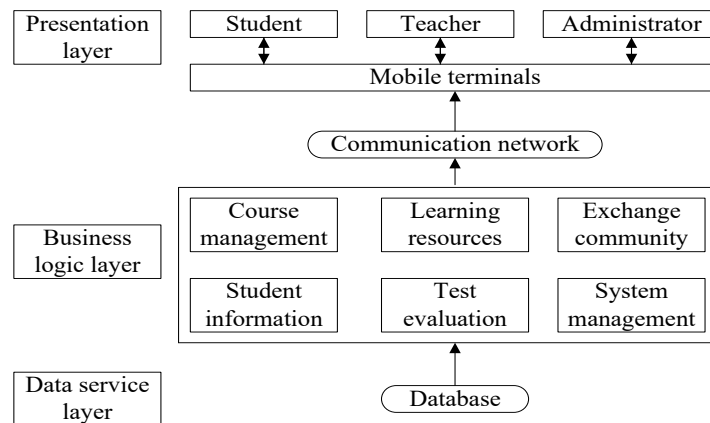 Presentation
layer
Student
Teacher
Administrator
Mobile terminals
Communication network
Business
logic layer
Course
management
Learning
resources
Exchange
community
Student
information
Test
evaluation
System
management
Data service
layer
Database